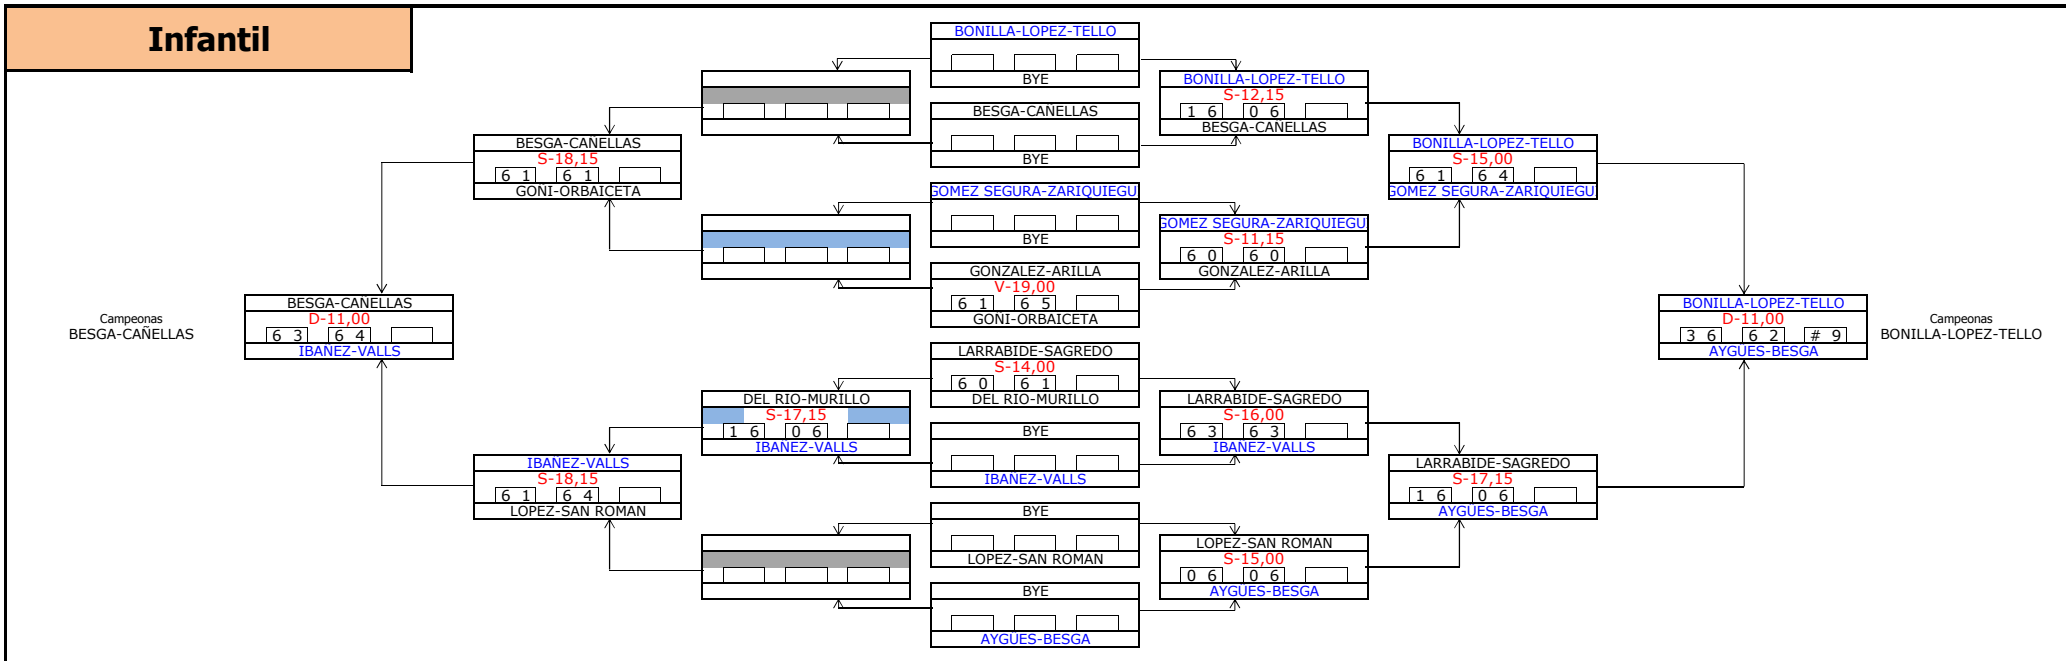 Infantil
BONILLA-LOPEZ-TELLO
BYE
BESGA-CAÑELLAS
BYE
GOMEZ SEGURA-ZARIQUIEGU
BYE
GONZALEZ-ARILLA
V-19,00
6 1 6 5
GOÑI-ORBAICETA
LARRABIDE-SAGREDO
S-14,00
6 0 6 1
DEL RIO-MURILLO
BYE
IBAÑEZ-VALLS
BYE
LOPEZ-SAN ROMAN
BYE
AYGÜES-BESGA
BONILLA-LOPEZ-TELLO
S-12,15
1 6 0 6
BESGA-CAÑELLAS
GOMEZ SEGURA-ZARIQUIEGU
S-11,15
6 0 6 0
GONZALEZ-ARILLA
LARRABIDE-SAGREDO
S-16,00
6 3 6 3
IBAÑEZ-VALLS
LOPEZ-SAN ROMAN
S-15,00
0 6 0 6
AYGÜES-BESGA
BONILLA-LOPEZ-TELLO
S-15,00
6 1 6 4
GOMEZ SEGURA-ZARIQUIEGU
LARRABIDE-SAGREDO
S-17,15
1 6 0 6
AYGÜES-BESGA
BONILLA-LOPEZ-TELLO
D-11,00
3 6 6 2 # 9
AYGÜES-BESGA
Campeonas
BONILLA-LOPEZ-TELLO
DEL RIO-MURILLO
S-17,15
1 6 0 6
IBAÑEZ-VALLS
BESGA-CAÑELLAS
S-18,15
6 1 6 1
GOÑI-ORBAICETA
IBAÑEZ-VALLS
S-18,15
6 1 6 4
LOPEZ-SAN ROMAN
BESGA-CAÑELLAS
D-11,00
6 3 6 4
IBAÑEZ-VALLS
Campeonas
BESGA-CAÑELLAS